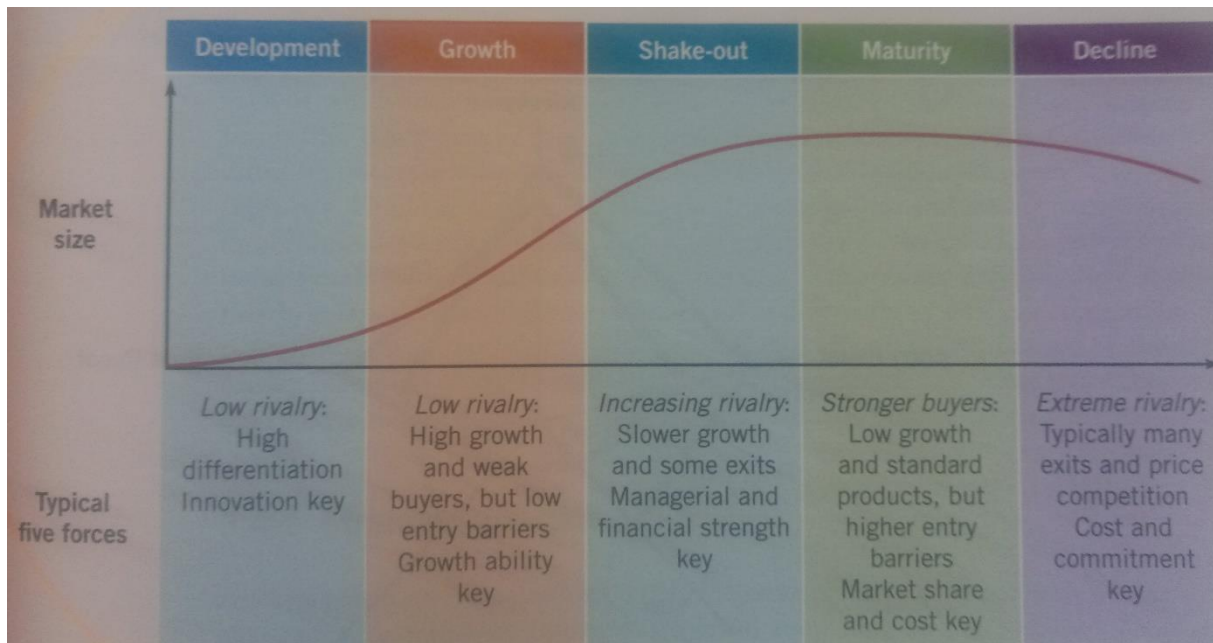 Development
Growth
Shake-out
Maturity
Decline
Market
size
Typical
five forces
Low rivalry:
High
differentiation
Innovation key
Low rivalry:
High growth
and weak
buyers, but low
entry barriers
Growth ability
key
Increasing rivalry:
Slower growth
and some exits
Managerial and
financial strength
key
Stronger buyers:
Low growth
and standard
products, but
higher entry
barriers
Market share
and cost key
Extreme rivalry:
Typically many
exits and price
competition
Cost and
commitment
key